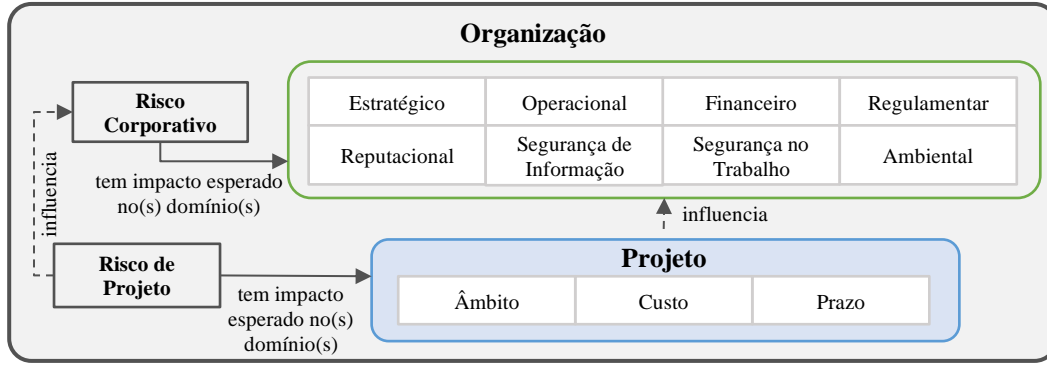 Organização
Risco
Corporativo
Estratégico
Operacional
Financeiro
Regulamentar
Reputacional
Segurança de
Informação
Segurança no
Trabalho
Ambiental
tem impacto esperado
no(s) domínio(s)
influencia
influencia
Risco de
Projeto
tem impacto
esperado no(s)
domínio(s)
Projeto
Âmbito
Custo
Prazo